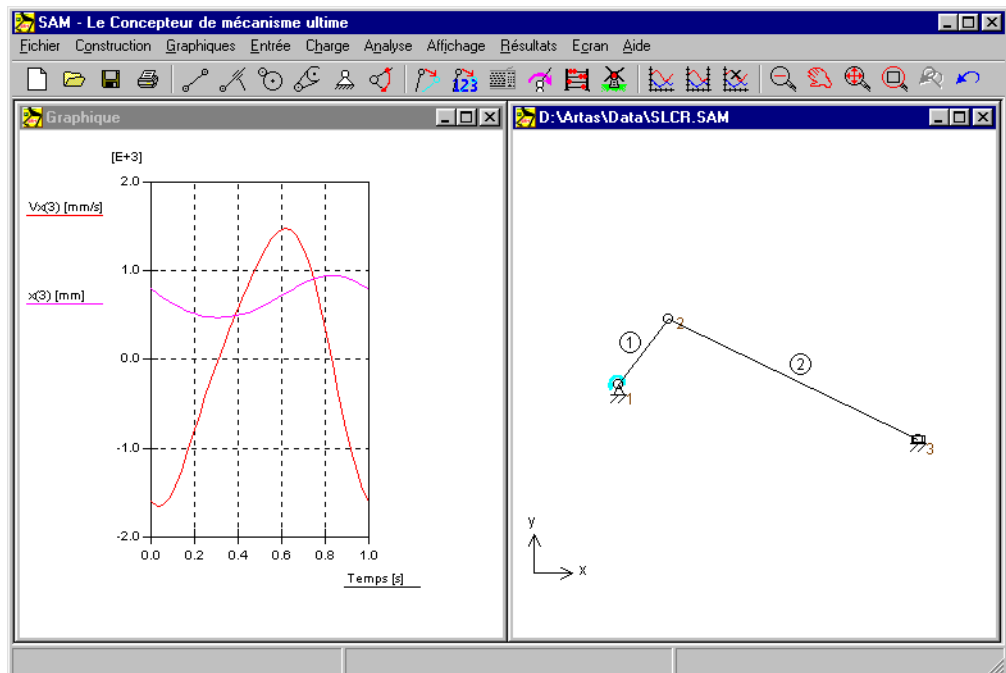 SAM - Le Concepteur de mécanisme ultime
Fichier Construction Graphiques Entrée Charge Analyse Affichage Résultats Ecran Aide
123
Graphique
[E+3]
2.0
Vx(3) [mm/s]
1.0
x(3) [mm]
0.0
-1.0
-2.0
0.0 0.2 0.4 0.6 0.8 1.0
Temps [s]
D:\Artas\Data\SLCR.SAM
2
1
2
1
3
y
x